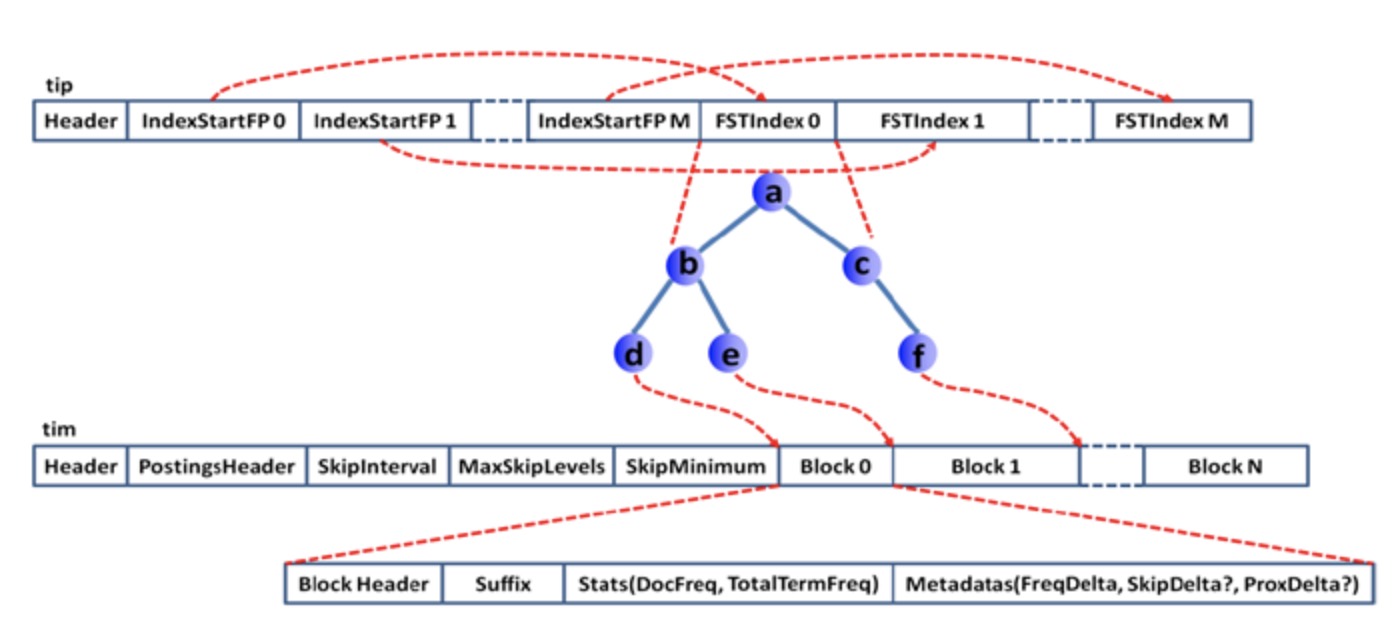 tip
Header IndexStartFP 0 IndexStartFP 1 IndexStartFP M FSTIndex 0 FSTIndex 1 FSTIndex M
a
b c
d e f
tim
Header PostingsHeader SkipInterval MaxSkipLevels SkipMinimum Block 0 Block 1 Block N
Block Header Suffix Stats(DocFreq, TotalTermFreq) Metadatas(FreqDelta, SkipDelta?, ProxDelta?)